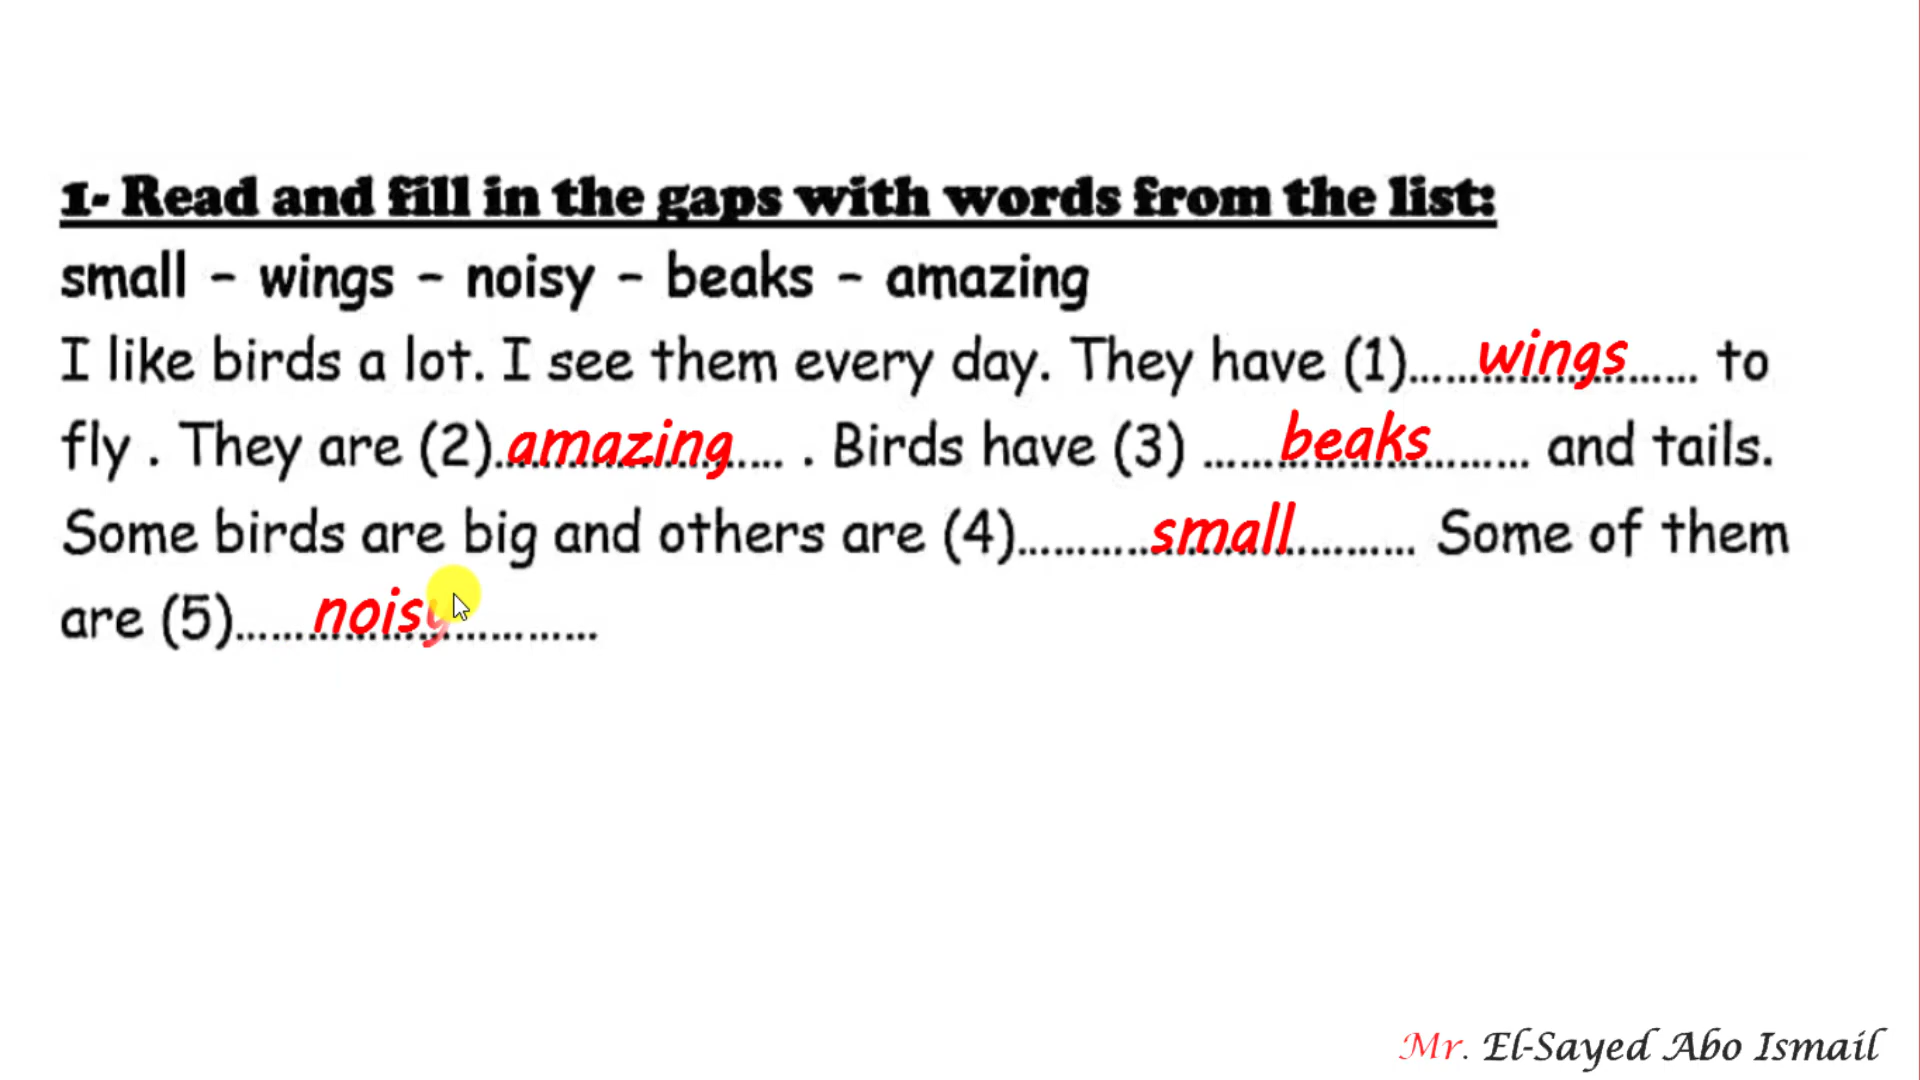 1- Read and fill in the gaps with words from the list:
small - wings - noisy - beaks - amazing
I like birds a lot. I see them every day. They have (1)...... wings ...... to
fly . They are (2). amazing ...... . Birds have (3) ...... beaks ...... and tails.
Some birds are big and others are (4)...... small ...... Some of them
are (5)...... noisy ......
Mr. El-Sayed Abo Ismail